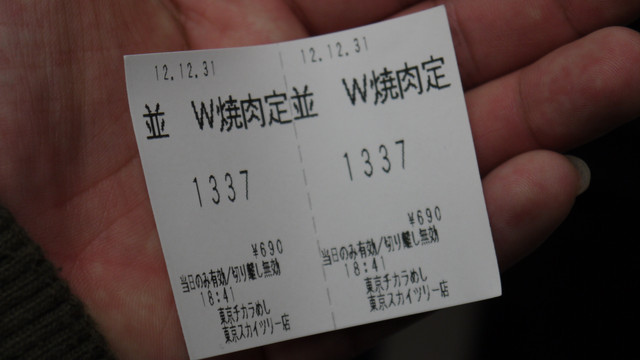 12.12.31
並 W焼肉定
1337
¥690
当日のみ有効/切り離し無効
18:41
東京チカラめし
東京スカイツリー店
12.12.31
並 W焼肉定
1337
¥690
当日のみ有効/切り離し無効
18:41
東京チカラめし
東京スカイツリー店